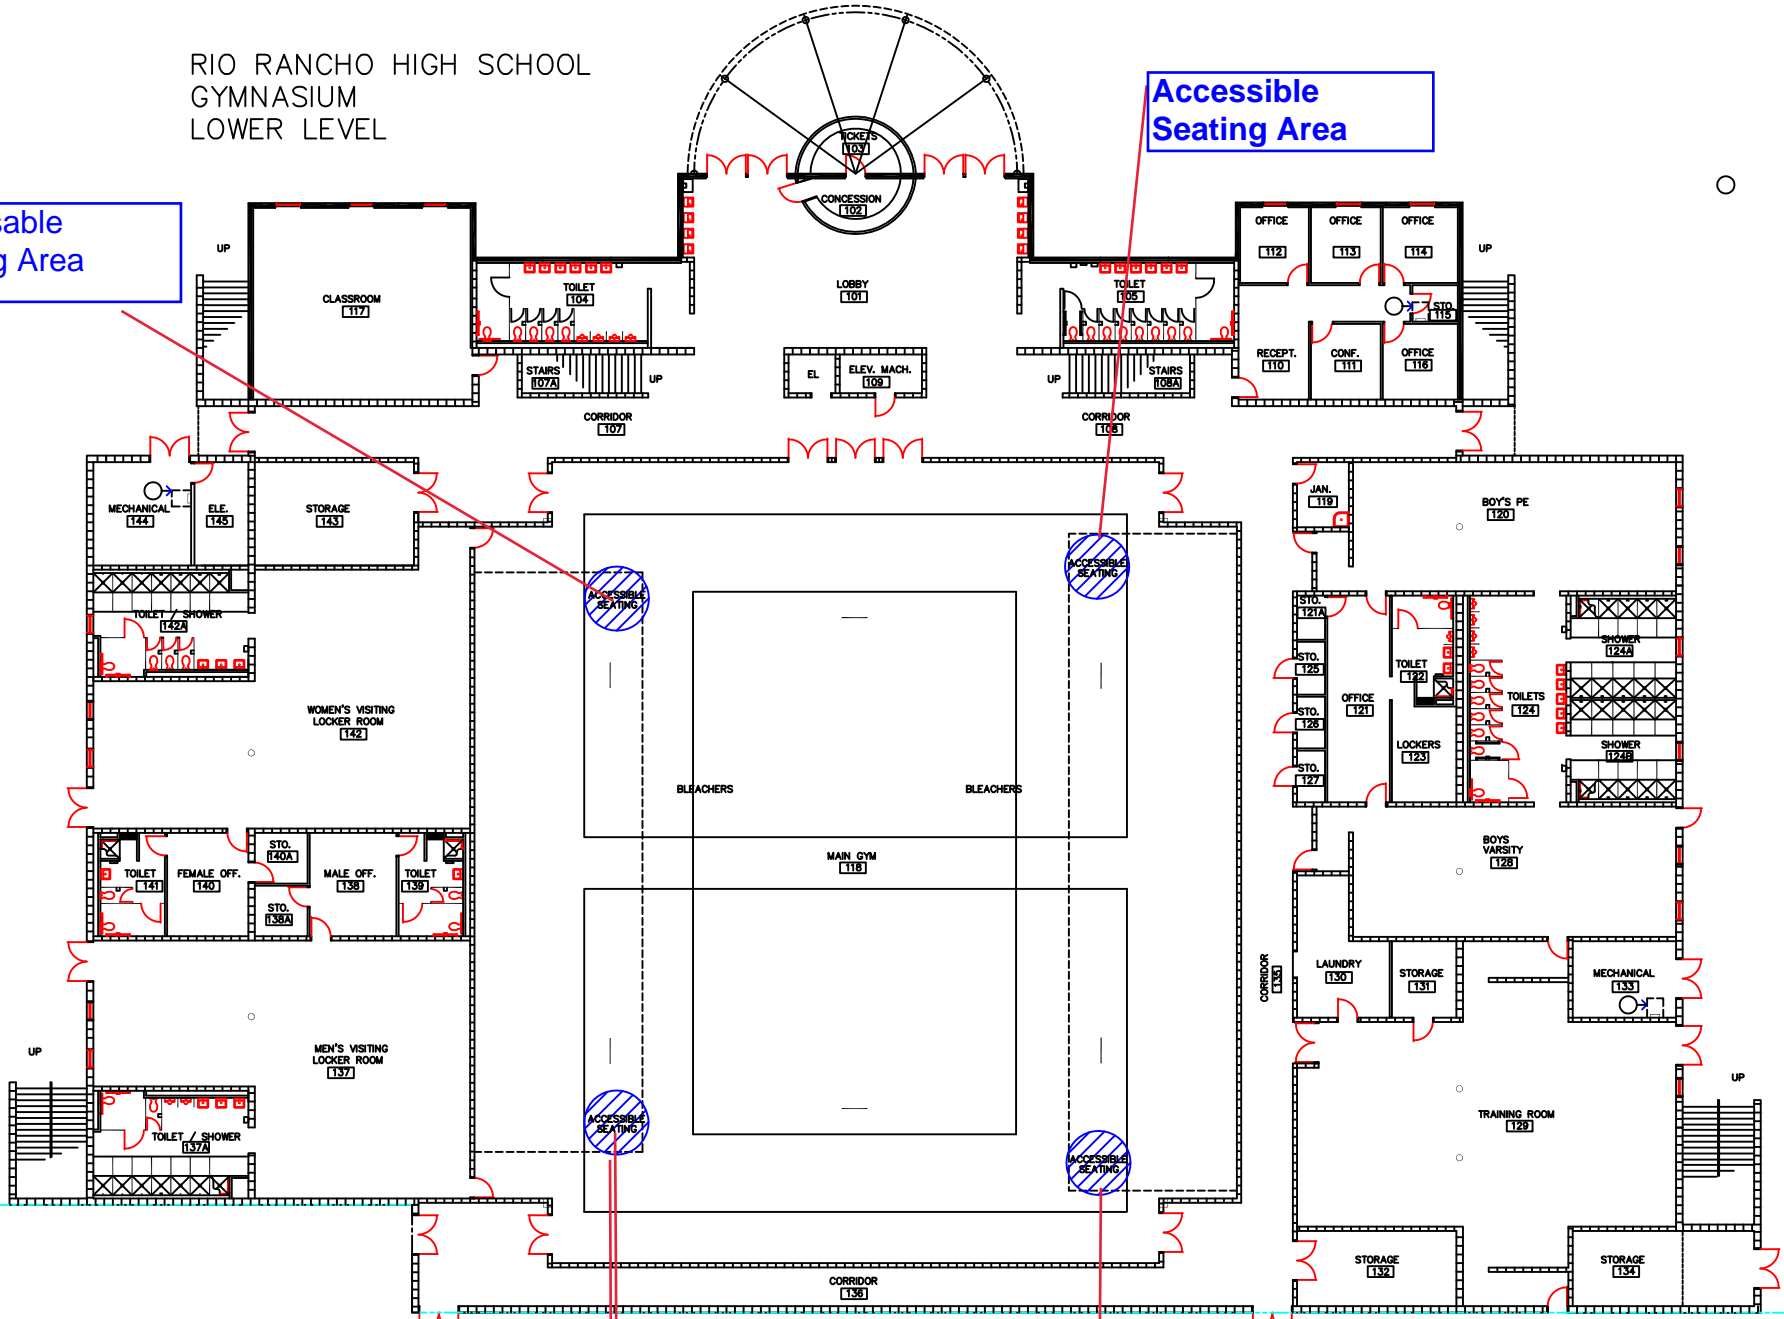 RIO RANCHO HIGH SCHOOL
GYMNASIUM
LOWER LEVEL
Accessible
Seating Area
Area
TICKETS
103
CONCESSION
102
LOBBY
101
UP
CLASSROOM
117
TOILET
104
TOILET
105
OFFICE
112
OFFICE
113
OFFICE
114
UP
STO.
115
RECEPT.
110
CONF.
111
OFFICE
116
STAIRS
107A
UP
EL
ELEV. MACH.
109
UP
STAIRS
108A
CORRIDOR
107
CORRIDOR
108
MECHANICAL
144
ELE.
145
STORAGE
143
JAN.
119
BOY'S PE
120
ACCESSIBLE
SEATING
ACCESSIBLE
SEATING
TOILET / SHOWER
142A
STO.
121A
STO.
125
STO.
126
STO.
127
OFFICE
121
TOILET
122
LOCKERS
123
TOILETS
124
SHOWER
124A
SHOWER
124B
WOMEN'S VISITING
LOCKER ROOM
142
BLEACHERS
BLEACHERS
MAIN GYM
118
TOILET
141
FEMALE OFF.
140
STO.
140A
STO.
138A
MALE OFF.
138
TOILET
139
BOYS
VARSITY
128
CORRIDOR
135
LAUNDRY
130
STORAGE
131
MECHANICAL
133
UP
MEN'S VISITING
LOCKER ROOM
137
UP
TRAINING ROOM
129
ACCESSIBLE
SEATING
ACCESSIBLE
SEATING
TOILET / SHOWER
137A
CORRIDOR
136
STORAGE
132
STORAGE
134